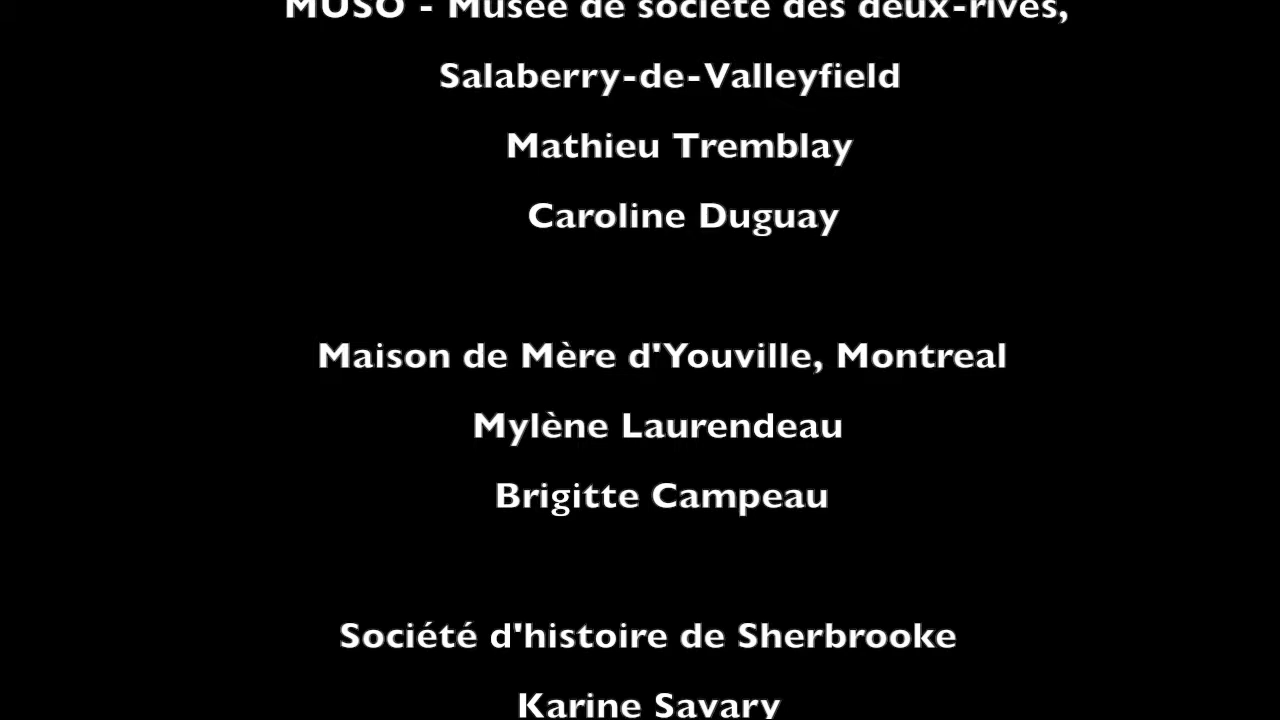 MUSO - Musée de société des deux-rives,
Salaberry-de-Valleyfield
Mathieu Tremblay
Caroline Duguay
Maison de Mère d'Youville, Montreal
Mylène Laurendeau
Brigitte Campeau
Société d'histoire de Sherbrooke
Karine Savary